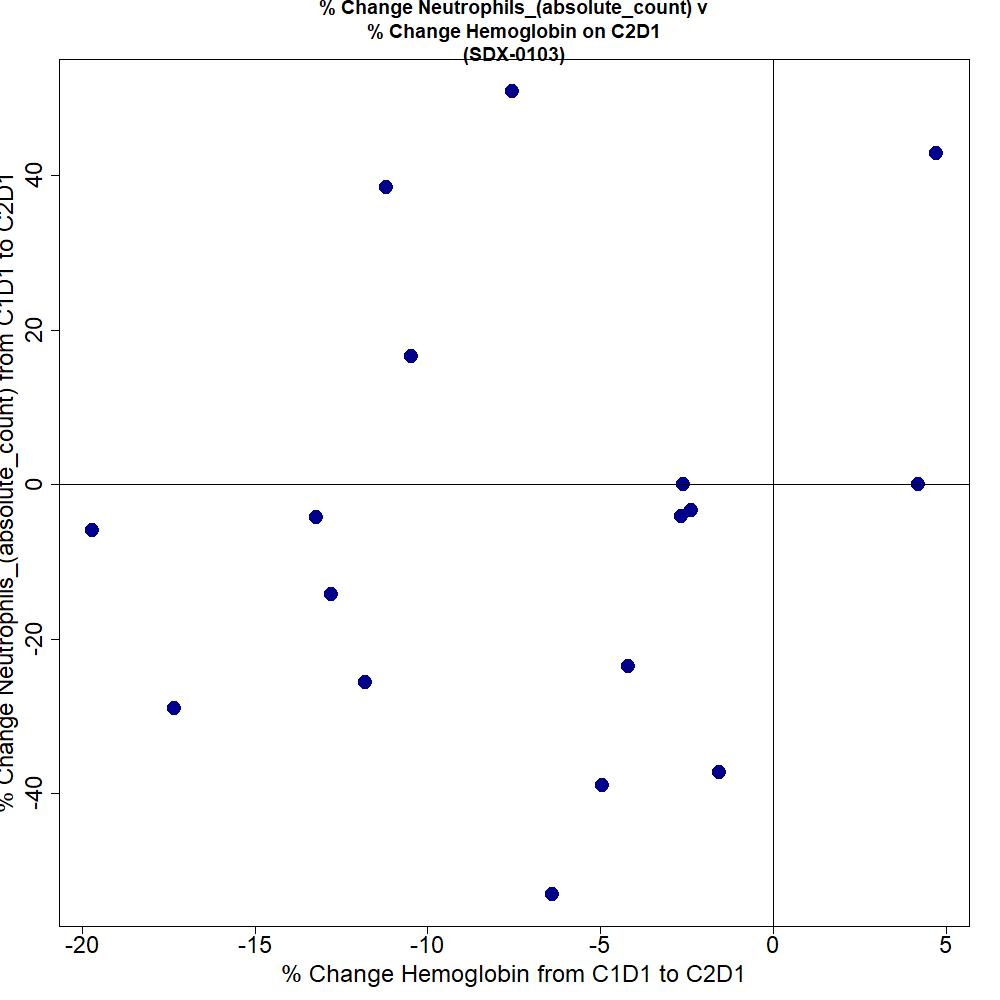 % Change Neutrophils_(absolute_count) v
% Change Hemoglobin on C2D1
(SDX-0103)
% Change Neutrophils_(absolute_count) from C1D1 to C2D1
40
20
0
-20
-40
-20
-15
-10
-5
0
5
% Change Hemoglobin from C1D1 to C2D1